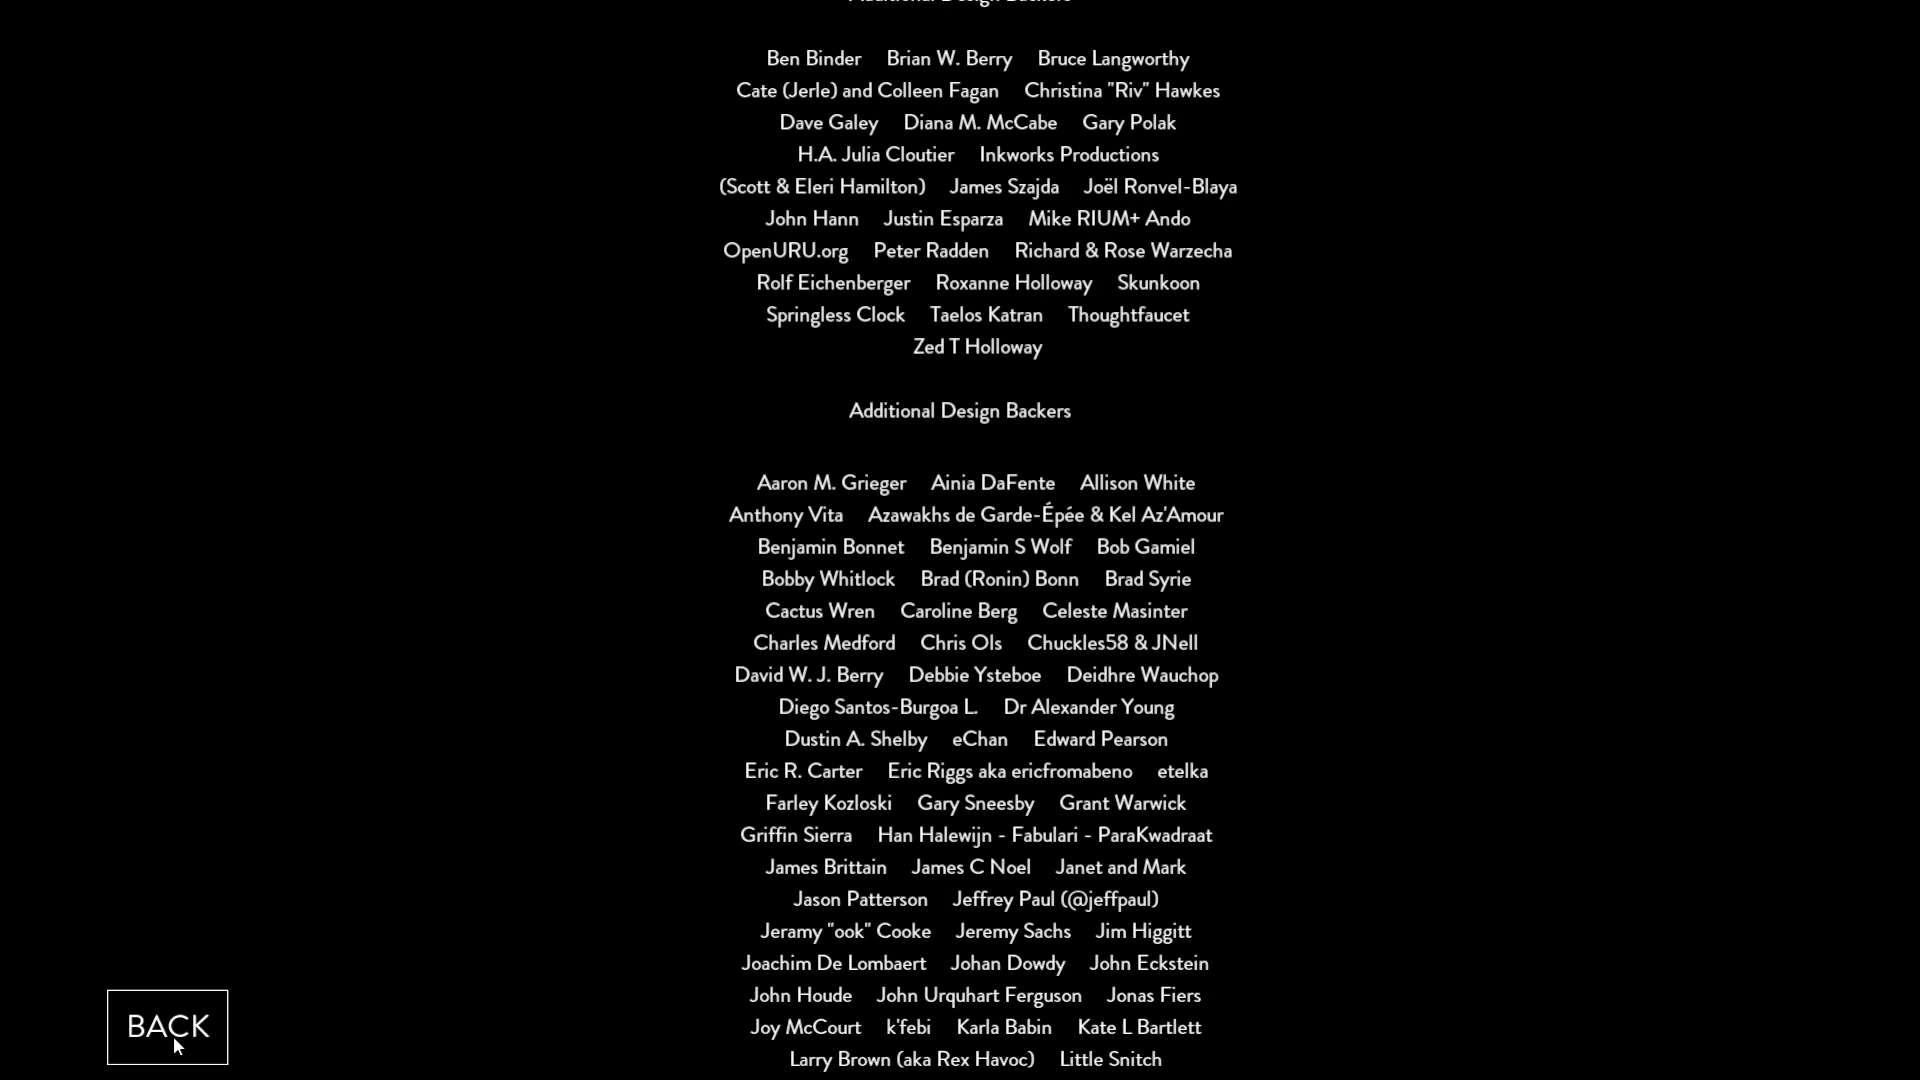 Additional Design Backers
Ben Binder Brian W. Berry Bruce Langworthy
Cate (Jerle) and Colleen Fagan Christina "Riv" Hawkes
Dave Galey Diana M. McCabe Gary Polak
H.A. Julia Cloutier Inkworks Productions
(Scott & Eleri Hamilton) James Szajda Joël Ronvel-Blaya
John Hann Justin Esparza Mike RIUM+ Ando
OpenURU.org Peter Radden Richard & Rose Warzecha
Rolf Eichenberger Roxanne Holloway Skunkoon
Springless Clock Taelos Katran Thoughtfaucet
Zed T Holloway
Additional Design Backers
Aaron M. Grieger Ainia DaFente Allison White
Anthony Vita Azawakhs de Garde-Épée & Kel Az'Amour
Benjamin Bonnet Benjamin S Wolf Bob Gamiel
Bobby Whitlock Brad (Ronin) Bonn Brad Syrie
Cactus Wren Caroline Berg Celeste Masinter
Charles Medford Chris Ols Chuckles58 & JNell
David W. J. Berry Debbie Ysteboe Deidhre Wauchop
Diego Santos-Burgoa L. Dr Alexander Young
Dustin A. Shelby eChan Edward Pearson
Eric R. Carter Eric Riggs aka ericfromabeno etelka
Farley Kozloski Gary Sneesby Grant Warwick
Griffin Sierra Han Halewijn - Fabulari - ParaKwadraat
James Brittain James C Noel Janet and Mark
Jason Patterson Jeffrey Paul (@jeffpaul)
Jeramy "ook" Cooke Jeremy Sachs Jim Higgitt
Joachim De Lombaert Johan Dowdy John Eckstein
John Houde John Urquhart Ferguson Jonas Fiers
Joy McCourt k'febi Karla Babin Kate L Bartlett
Larry Brown (aka Rex Havoc) Little Snitch
BACK